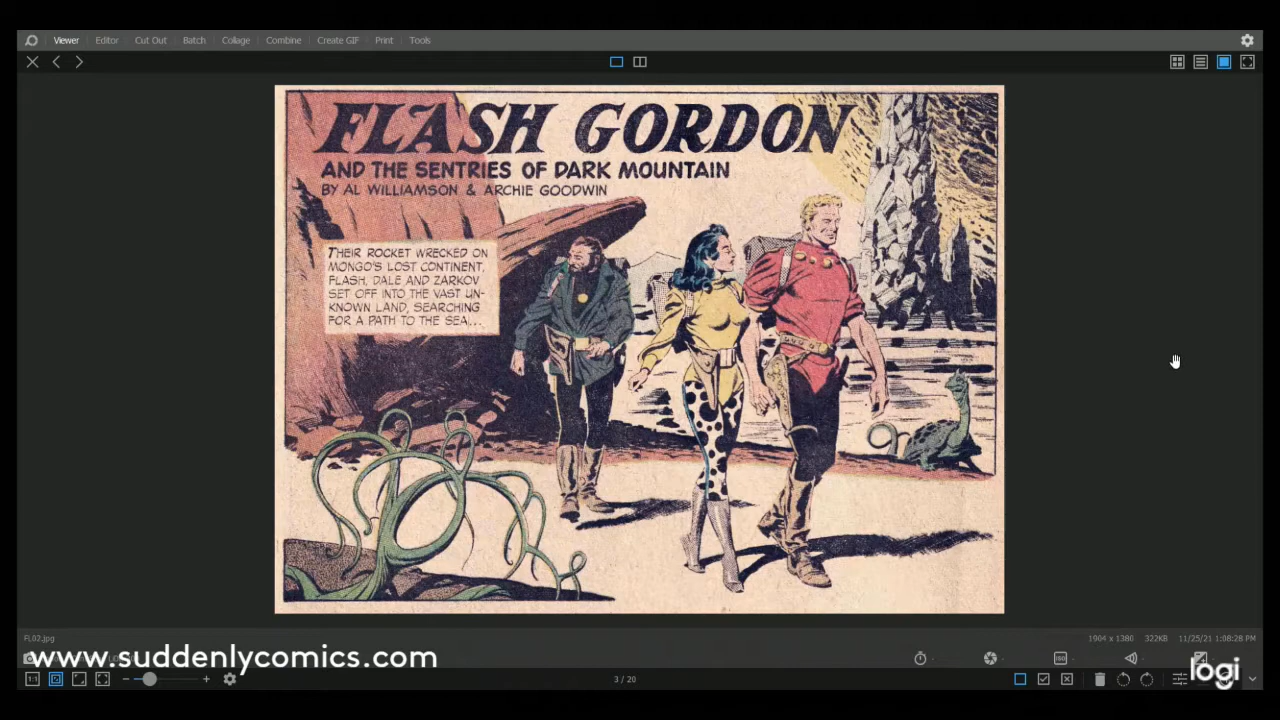 Viewer Editor Cut Out Batch Collage Combine Create GIF Print Tools
FLASH GORDON
AND THE SENTRIES OF DARK MOUNTAIN
BY AL WILLIAMSON & ARCHIE GOODWIN
THEIR ROCKET WRECKED ON
MONGO'S LOST CONTINENT,
FLASH, DALE AND ZARKOV
SET OFF INTO THE VAST UN-
KNOWN LAND, SEARCHING
FOR A PATH TO THE SEA...
1904 x 1380 322KB 11/25/21 1:08:28 PM
www.suddenlycomics.com
logi
1:1
3 / 20